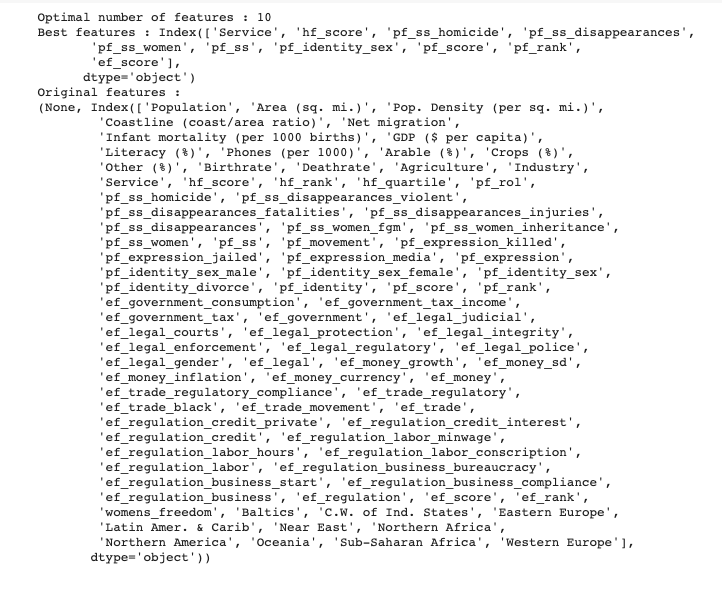 Optimal number of features : 10
Best features : Index(['Service', 'hf_score', 'pf_ss_homicide', 'pf_ss_disappearances',
'pf_ss_women', 'pf_ss', 'pf_identity_sex', 'pf_score', 'pf_rank',
'ef_score'],
dtype='object')
Original features :
(None, Index(['Population', 'Area (sq. mi.)', 'Pop. Density (per sq. mi.)',
'Coastline (coast/area ratio)', 'Net migration',
'Infant mortality (per 1000 births)', 'GDP ($ per capita)',
'Literacy (%)', 'Phones (per 1000)', 'Arable (%)', 'Crops (%)',
'Other (%)', 'Birthrate', 'Deathrate', 'Agriculture', 'Industry',
'Service', 'hf_score', 'hf_rank', 'hf_quartile', 'pf_rol',
'pf_ss_homicide', 'pf_ss_disappearances_violent',
'pf_ss_disappearances_fatalities', 'pf_ss_disappearances_injuries',
'pf_ss_disappearances', 'pf_ss_women_fgm', 'pf_ss_women_inheritance',
'pf_ss_women', 'pf_ss', 'pf_movement', 'pf_expression_killed',
'pf_expression_jailed', 'pf_expression_media', 'pf_expression',
'pf_identity_sex_male', 'pf_identity_sex_female', 'pf_identity_sex',
'pf_identity_divorce', 'pf_identity', 'pf_score', 'pf_rank',
'ef_government_consumption', 'ef_government_tax_income',
'ef_government_tax', 'ef_government', 'ef_legal_judicial',
'ef_legal_courts', 'ef_legal_protection', 'ef_legal_integrity',
'ef_legal_enforcement', 'ef_legal_regulatory', 'ef_legal_police',
'ef_legal_gender', 'ef_legal', 'ef_money_growth', 'ef_money_sd',
'ef_money_inflation', 'ef_money_currency', 'ef_money',
'ef_trade_regulatory_compliance', 'ef_trade_regulatory',
'ef_trade_black', 'ef_trade_movement', 'ef_trade',
'ef_regulation_credit_private', 'ef_regulation_credit_interest',
'ef_regulation_credit', 'ef_regulation_labor_minwage',
'ef_regulation_labor_hours', 'ef_regulation_labor_conscription',
'ef_regulation_labor', 'ef_regulation_business_bureaucracy',
'ef_regulation_business_start', 'ef_regulation_business_compliance',
'ef_regulation_business', 'ef_regulation', 'ef_score', 'ef_rank',
'womens_freedom', 'Baltics', 'C.W. of Ind. States', 'Eastern Europe',
'Latin Amer. & Carib', 'Near East', 'Northern Africa',
'Northern America', 'Oceania', 'Sub-Saharan Africa', 'Western Europe'],
dtype='object'))